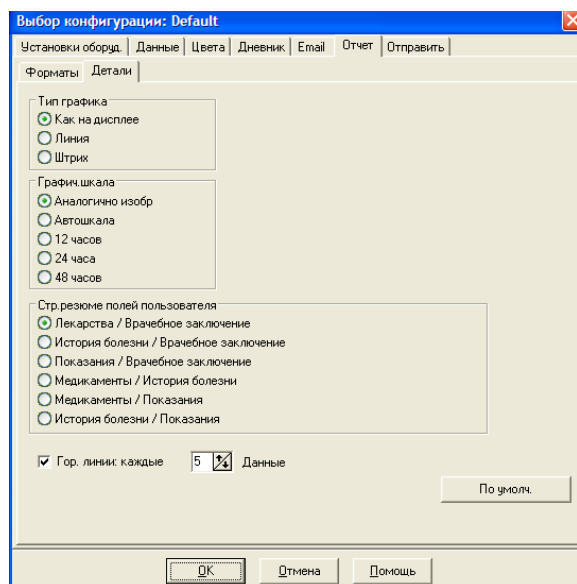 Выбор конфигурации: Default
Установки оборуд. Данные Цвета Дневник Email Отчет Отправить
Форматы Детали
Тип графика
Как на дисплее
Линия
Штрих
Графич.шкала
Аналогично изобр
Автошкала
12 часов
24 часа
48 часов
Стр.резюме полей пользователя
Лекарства / Врачебное заключение
История болезни / Врачебное заключение
Показания / Врачебное заключение
Медикаменты / История болезни
Медикаменты / Показания
История болезни / Показания
Гор. линии: каждые 5 Данные
По умолч.
OK Отмена Помощь